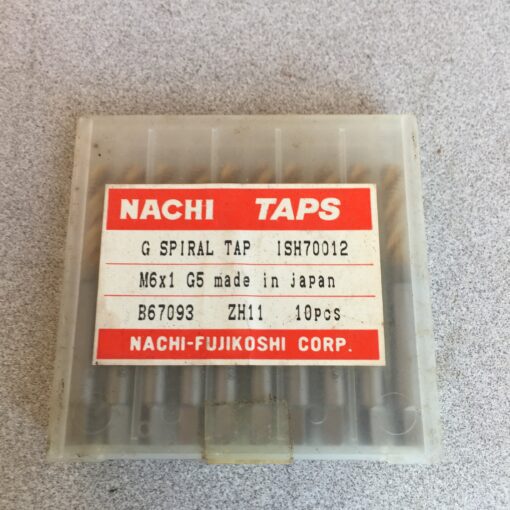 NACHI TAPS
G SPIRAL TAP ISH70012
M6x1 G5 made in japan
B67093 ZH11 10pcs
NACHI-FUJIKOSHI CORP.